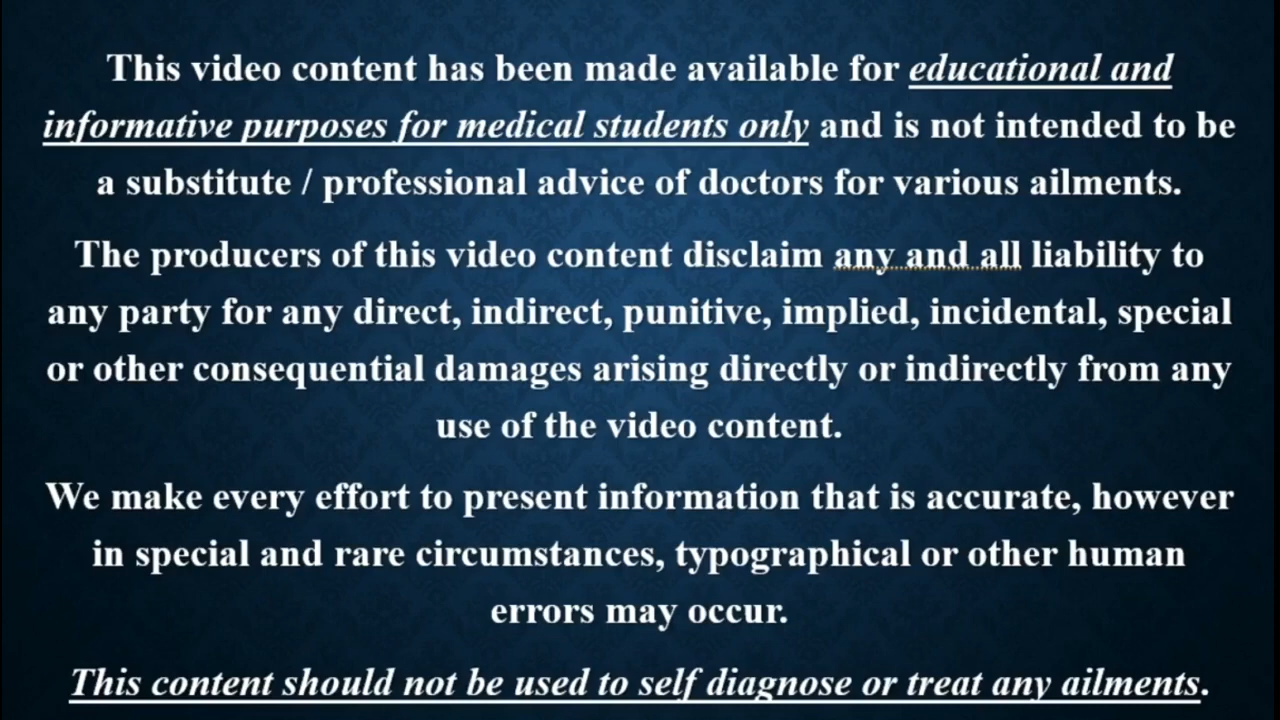 This video content has been made available for educational and
informative purposes for medical students only and is not intended to be
a substitute / professional advice of doctors for various ailments.
The producers of this video content disclaim any and all liability to
any party for any direct, indirect, punitive, implied, incidental, special
or other consequential damages arising directly or indirectly from any
use of the video content.
We make every effort to present information that is accurate, however
in special and rare circumstances, typographical or other human
errors may occur.
This content should not be used to self diagnose or treat any ailments.